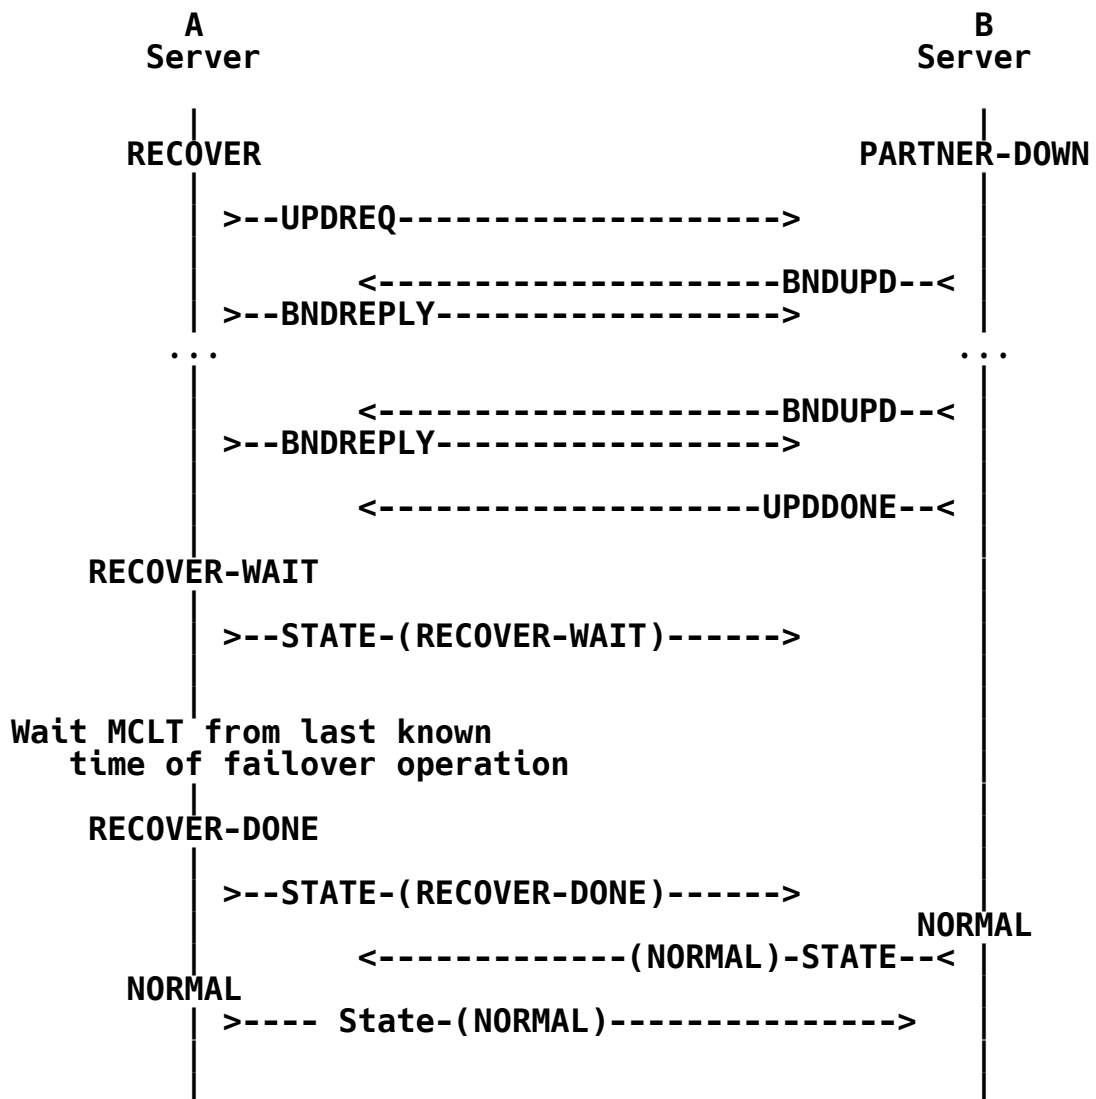 A B
Server Server
RECOVER PARTNER-DOWN
>--UPDREQ-------------------->
<---------------------BNDUPD--<
>--BNDREPLY------------------>
... ...
<---------------------BNDUPD--<
>--BNDREPLY------------------>
<--------------------UPDDONE--<
RECOVER-WAIT
>--STATE-(RECOVER-WAIT)------>
Wait MCLT from last known
time of failover operation
RECOVER-DONE
>--STATE-(RECOVER-DONE)------>
NORMAL
<-------------(NORMAL)-STATE--<
NORMAL
>---- State-(NORMAL)--------------->